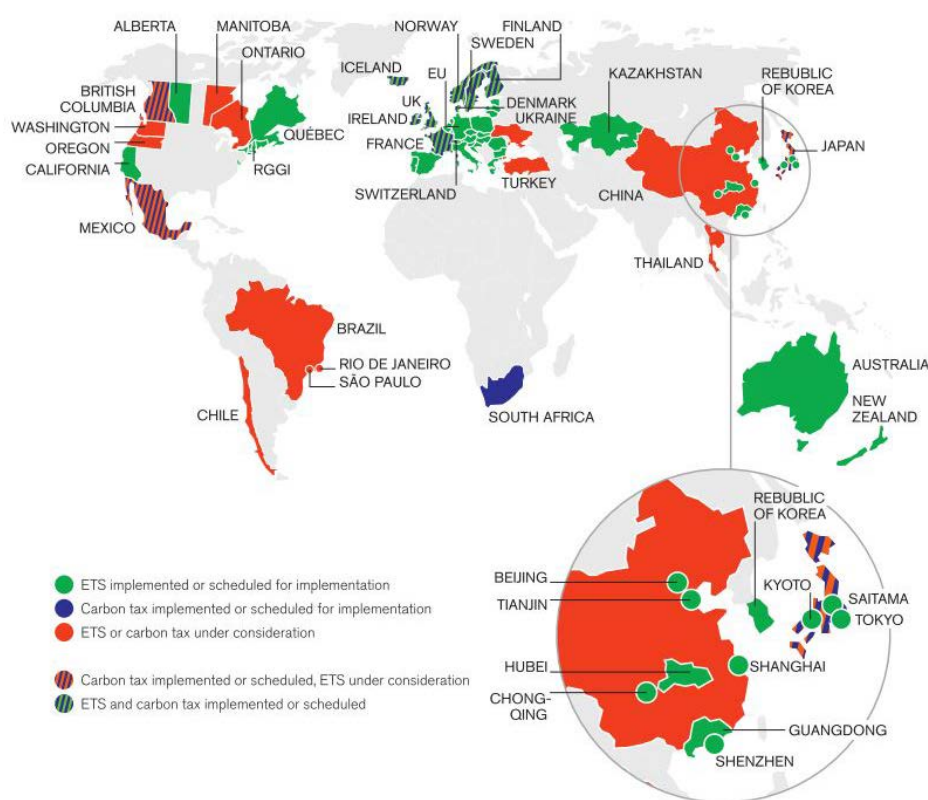 ALBERTA
MANITOBA
ONTARIO
BRITISH
COLUMBIA
WASHINGTON
OREGON
CALIFORNIA
QUÉBEC
RGGI
MEXICO
BRAZIL
RIO DE JANEIRO
SÃO PAULO
CHILE
ICELAND
NORWAY
SWEDEN
FINLAND
EU
UK
IRELAND
DENMARK
UKRAINE
FRANCE
SWITZERLAND
TURKEY
KAZAKHSTAN
REBUBLIC
OF KOREA
JAPAN
CHINA
THAILAND
SOUTH AFRICA
AUSTRALIA
NEW
ZEALAND
REBUBLIC
OF KOREA
BEIJING
TIANJIN
KYOTO
SAITAMA
TOKYO
HUBEI
SHANGHAI
CHONG-
QING
GUANGDONG
SHENZHEN
ETS implemented or scheduled for implementation
Carbon tax implemented or scheduled for implementation
ETS or carbon tax under consideration
Carbon tax implemented or scheduled, ETS under consideration
ETS and carbon tax implemented or scheduled